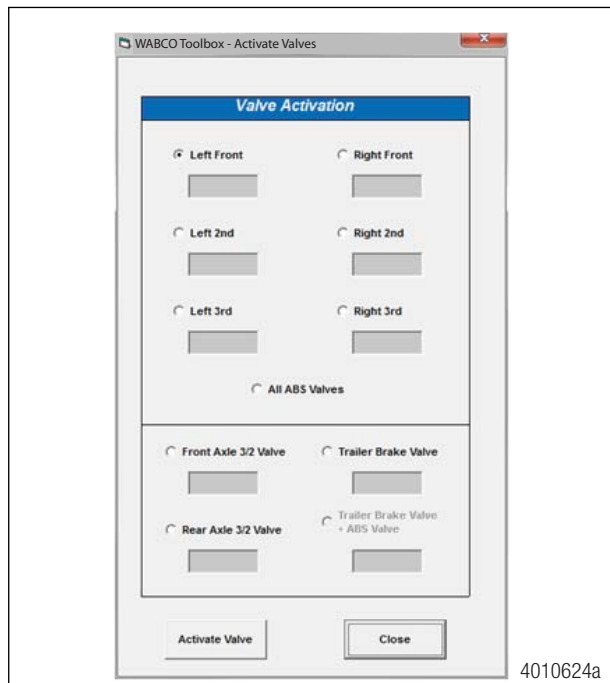 WABCO Toolbox - Activate Valves
Valve Activation
Left Front
Right Front
Left 2nd
Right 2nd
Left 3rd
Right 3rd
All ABS Valves
Front Axle 3/2 Valve
Trailer Brake Valve
Rear Axle 3/2 Valve
Trailer Brake Valve
+ ABS Valve
Activate Valve
Close
4010624a